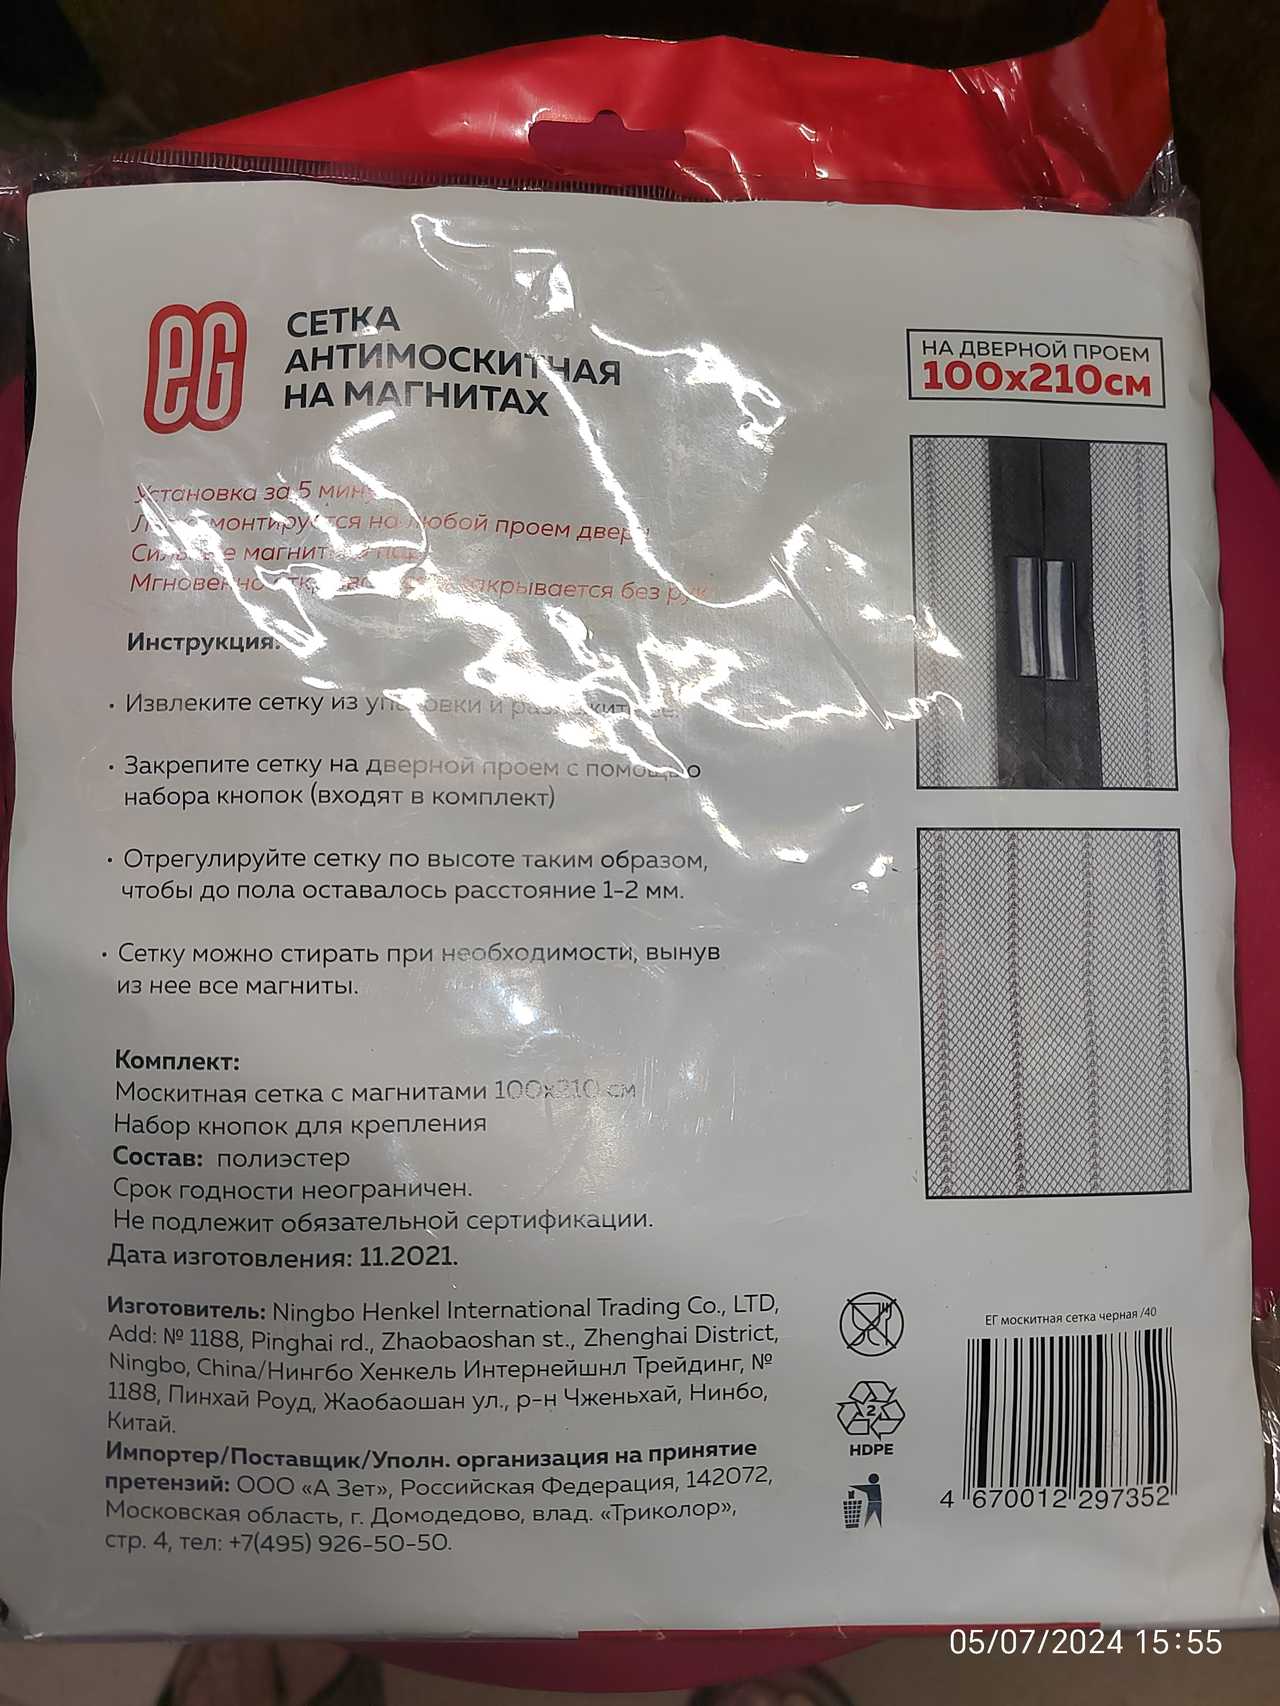 EG
СЕТКА
АНТИМОСКИТНАЯ
НА МАГНИТАХ
НА ДВЕРНОЙ ПРОЕМ
100х210см
Установка за 5
монтируется на любой проем
магнит
Мгновенно закрывается без
Инструкция:
· Извлеките сетку из упаковки и
· Закрепите сетку на дверной проем с помощью
набора кнопок (входят в комплект)
· Отрегулируйте сетку по высоте таким образом,
чтобы до пола оставалось расстояние 1-2 мм.
· Сетку можно стирать при необходимости, вынув
из нее все магниты.
Комплект:
Москитная сетка с магнитами 100х210 см
Набор кнопок для крепления
Состав: полиэстер
Срок годности неограничен.
Не подлежит обязательной сертификации.
Дата изготовления: 11.2021.
Изготовитель: Ningbo Henkel International Trading Co., LTD,
Add: № 1188, Pinghai rd., Zhaobaoshan st., Zhenghai District,
Ningbo, China/Нингбо Хенкель Интернейшнл Трейдинг, №
1188, Пинхай Роуд, Жаобаошан ул., р-н Чженьхай, Нинбо,
Китай.
Импортер/Поставщик/Уполн. организация на принятие
претензий: ООО «А Зет», Российская Федерация, 142072,
Московская область, г. Домодедово, влад. «Триколор»,
стр. 4, тел: +7(495) 926-50-50.
2
HDPE
ЕГ москитная сетка черная /40
4 670012 297352
05/07/2024 15:55